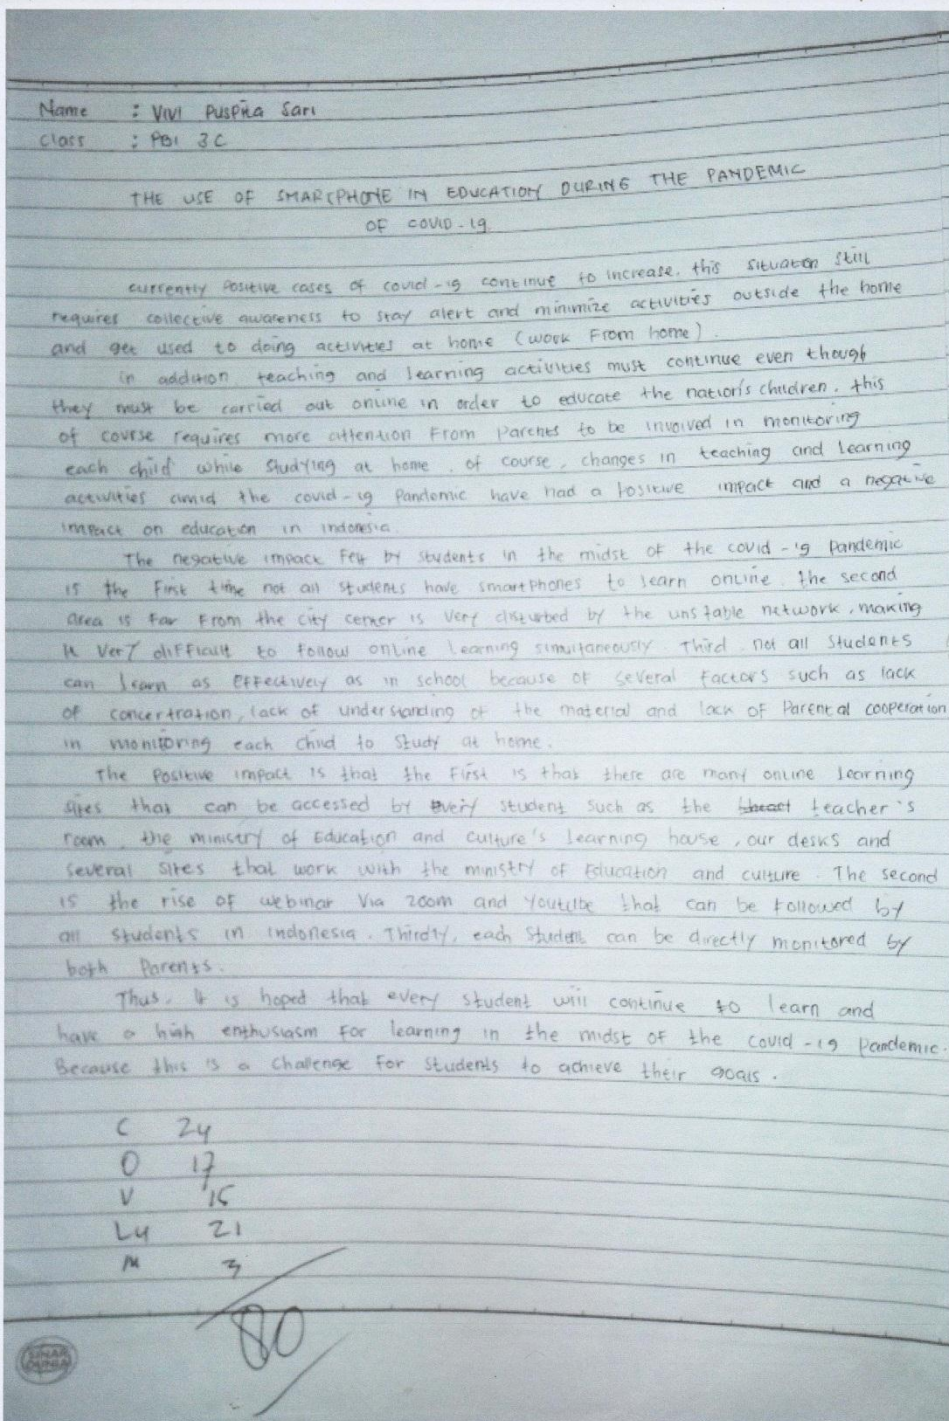 Name : Vivi Puspita Sari
Class : PBI 3C
THE USE OF SMARTPHONE IN EDUCATION DURING THE PANDEMIC
OF COVID-19
currently Positive cases of covid-19 continue to increase. this situation still
requires collective awareness to stay alert and minimize activities outside the home
and get used to doing activities at home (work From home).
in addition, teaching and learning activities must continue even though
they must be carried out online in order to educate the nation's children. this
of course requires more attention From Parents to be involved in monitoring
each child while studying at home. of course, changes in teaching and learning
activities amid the covid-19 Pandemic have had a Positive impact and a negative
impact on education in indonesia.
The negative impact Felt by students in the midst of the covid-19 Pandemic
is the First time not all students have smartphones to learn online. the second
area is Far From the city center is very disturbed by the unstable network, making
it very difficult to follow online learning simultaneously. Third, not all students
can learn as effectively as in school because of several Factors such as lack
of concertration, lack of understanding of the material and lack of Parental cooperation
in monitoring each child to study at home.
The Positive impact is that the First is that there are many online learning
sites that can be accessed by every student such as the teacher's
room, the ministry of Education and culture's learning house, our desks and
several sites that work with the ministry of Education and culture. The second
is the rise of webinar via zoom and youtube that can be Followed by
all students in indonesia. Thirdly, each student can be directly monitored by
both Parents.
Thus, it is hoped that every student will continue to learn and
have a high enthusiasm for learning in the midst of the covid-19 Pandemic.
Because this is a challenge for students to achieve their goals.
C 24
O 17
V 15
Lu 21
M 3
80
SINAR
DUNIA